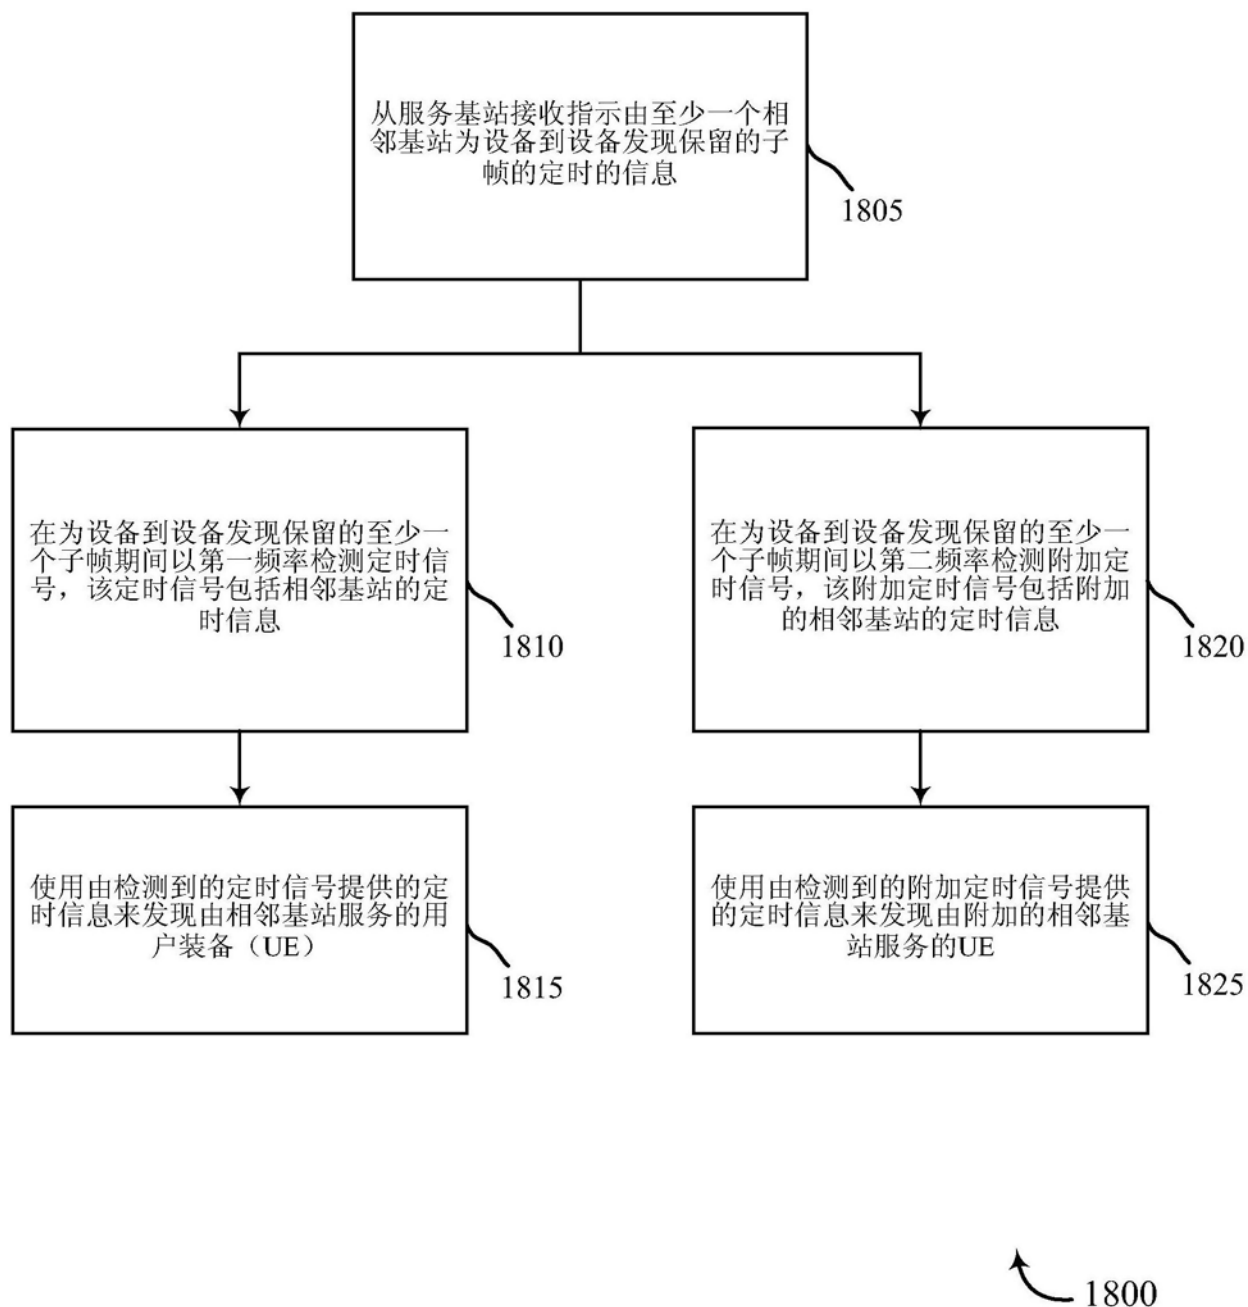 从服务基站接收指示由至少一个相
邻基站为设备到设备发现保留的子
帧的定时的信息
1805
在为设备到设备发现保留的至少一
个子帧期间以第一频率检测定时信
号，该定时信号包括相邻基站的定
时信息
1810
在为设备到设备发现保留的至少一
个子帧期间以第二频率检测附加定
时信号，该附加定时信号包括附加
的相邻基站的定时信息
1820
使用由检测到的定时信号提供的定
时信息来发现由相邻基站服务的用
户装备（UE）
1815
使用由检测到的附加定时信号提供
的定时信息来发现由附加的相邻基
站服务的UE
1825
1800